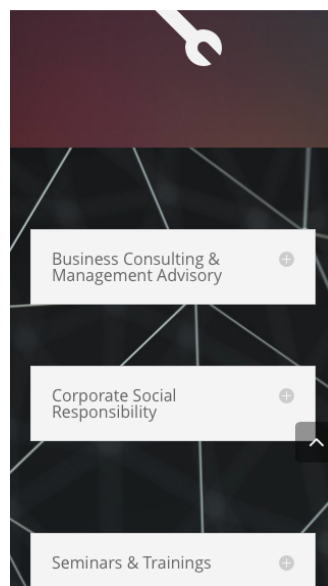 Business Consulting &
Management Advisory
Corporate Social
Responsibility
Seminars & Trainings